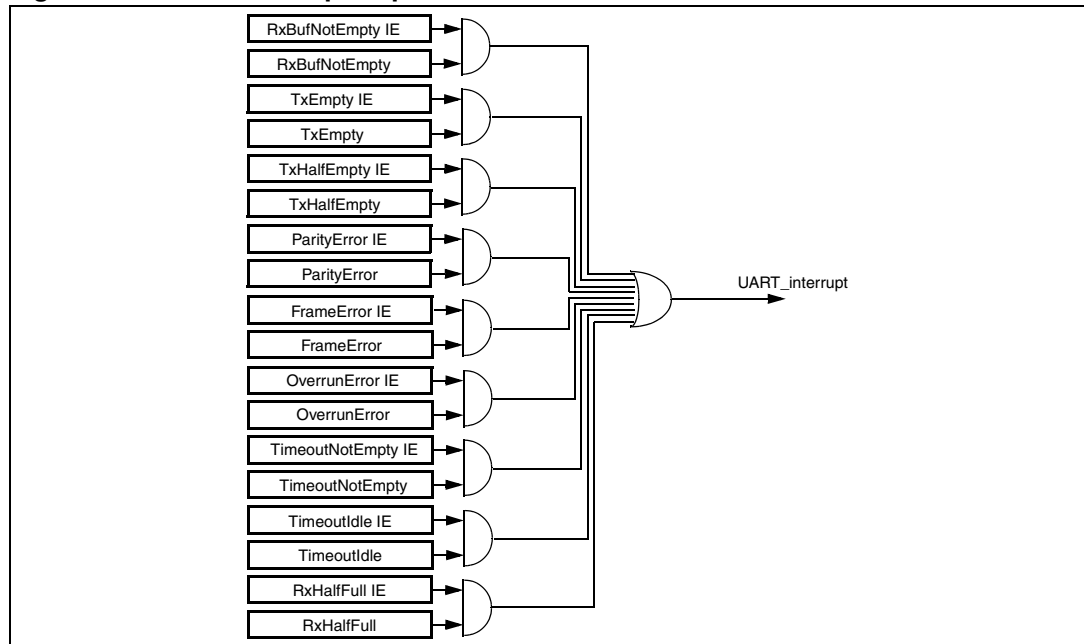 RxBufNotEmpty IE
RxBufNotEmpty
TxEmpty IE
TxEmpty
TxHalfEmpty IE
TxHalfEmpty
ParityError IE
ParityError
FrameError IE
FrameError
OverrunError IE
OverrunError
TimeoutNotEmpty IE
TimeoutNotEmpty
TimeoutIdle IE
TimeoutIdle
RxHalfFull IE
RxHalfFull
UART_interrupt